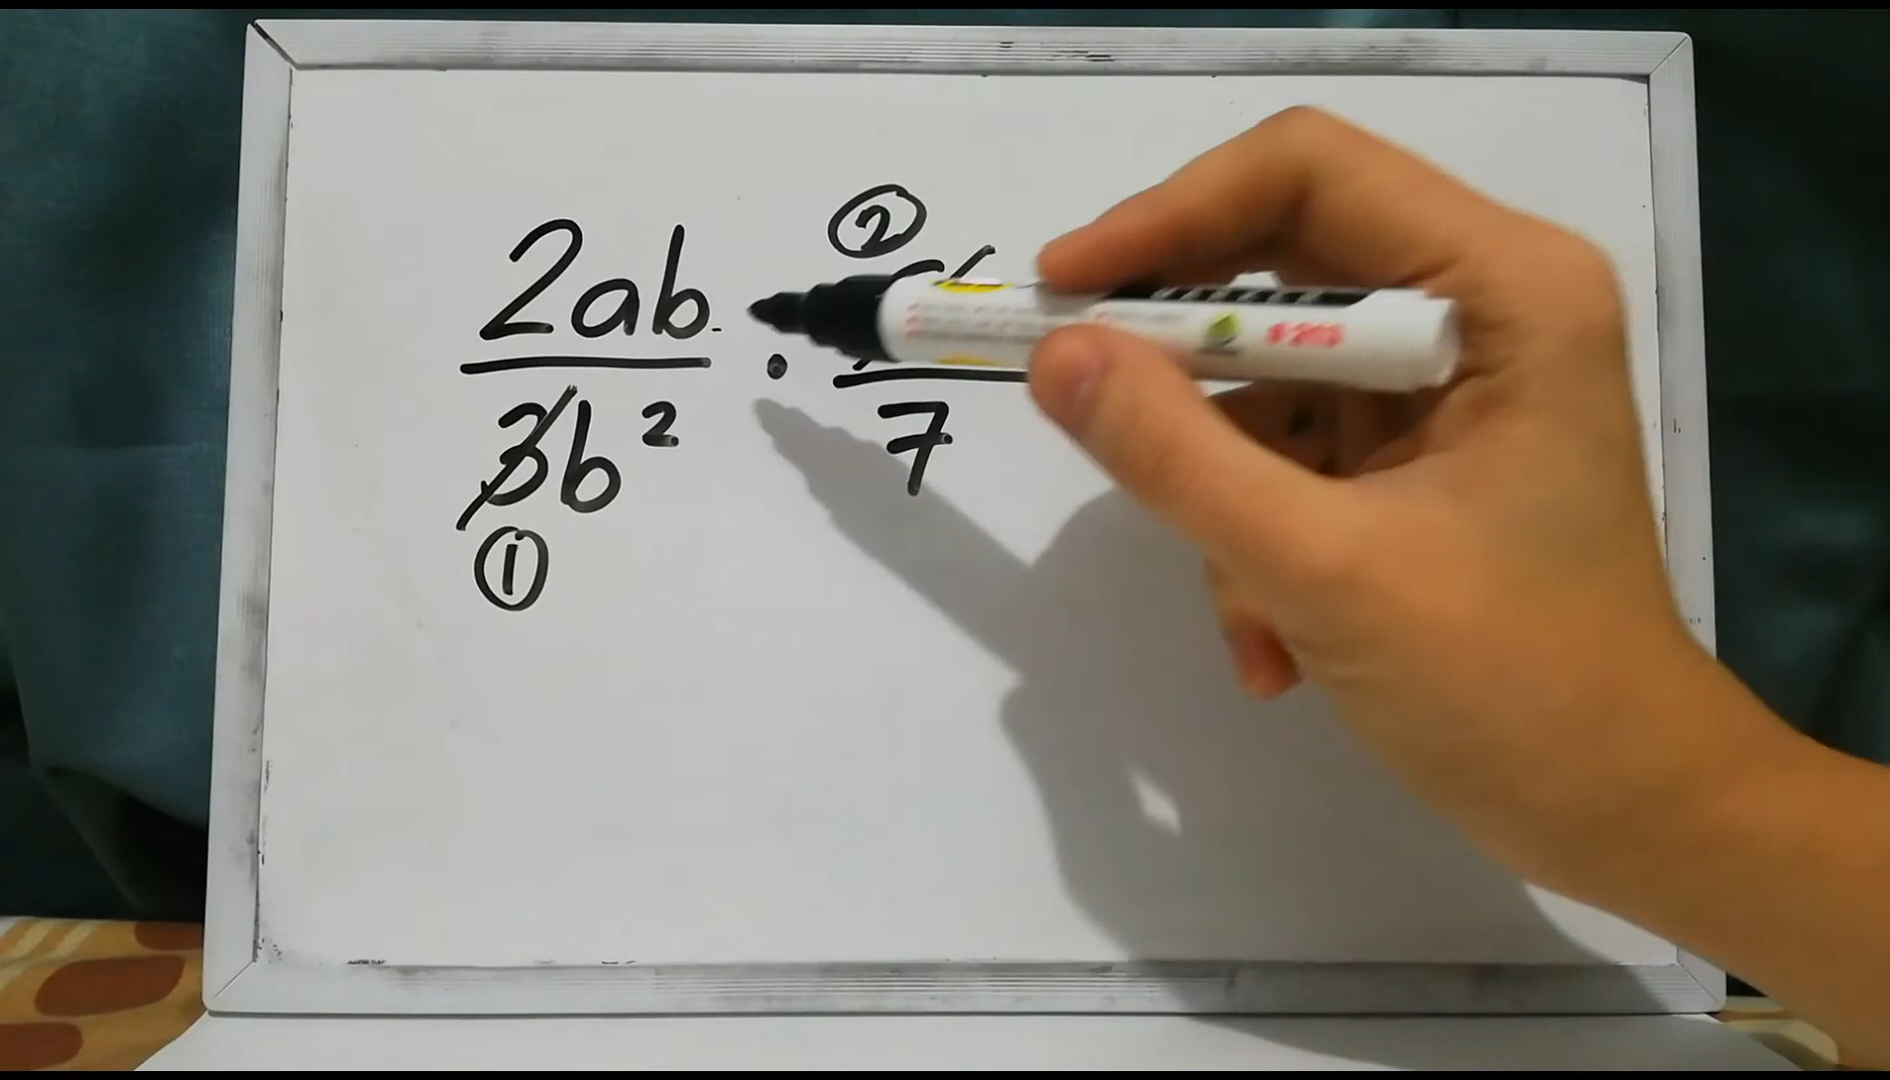 2ab · ②
3b² 7
①